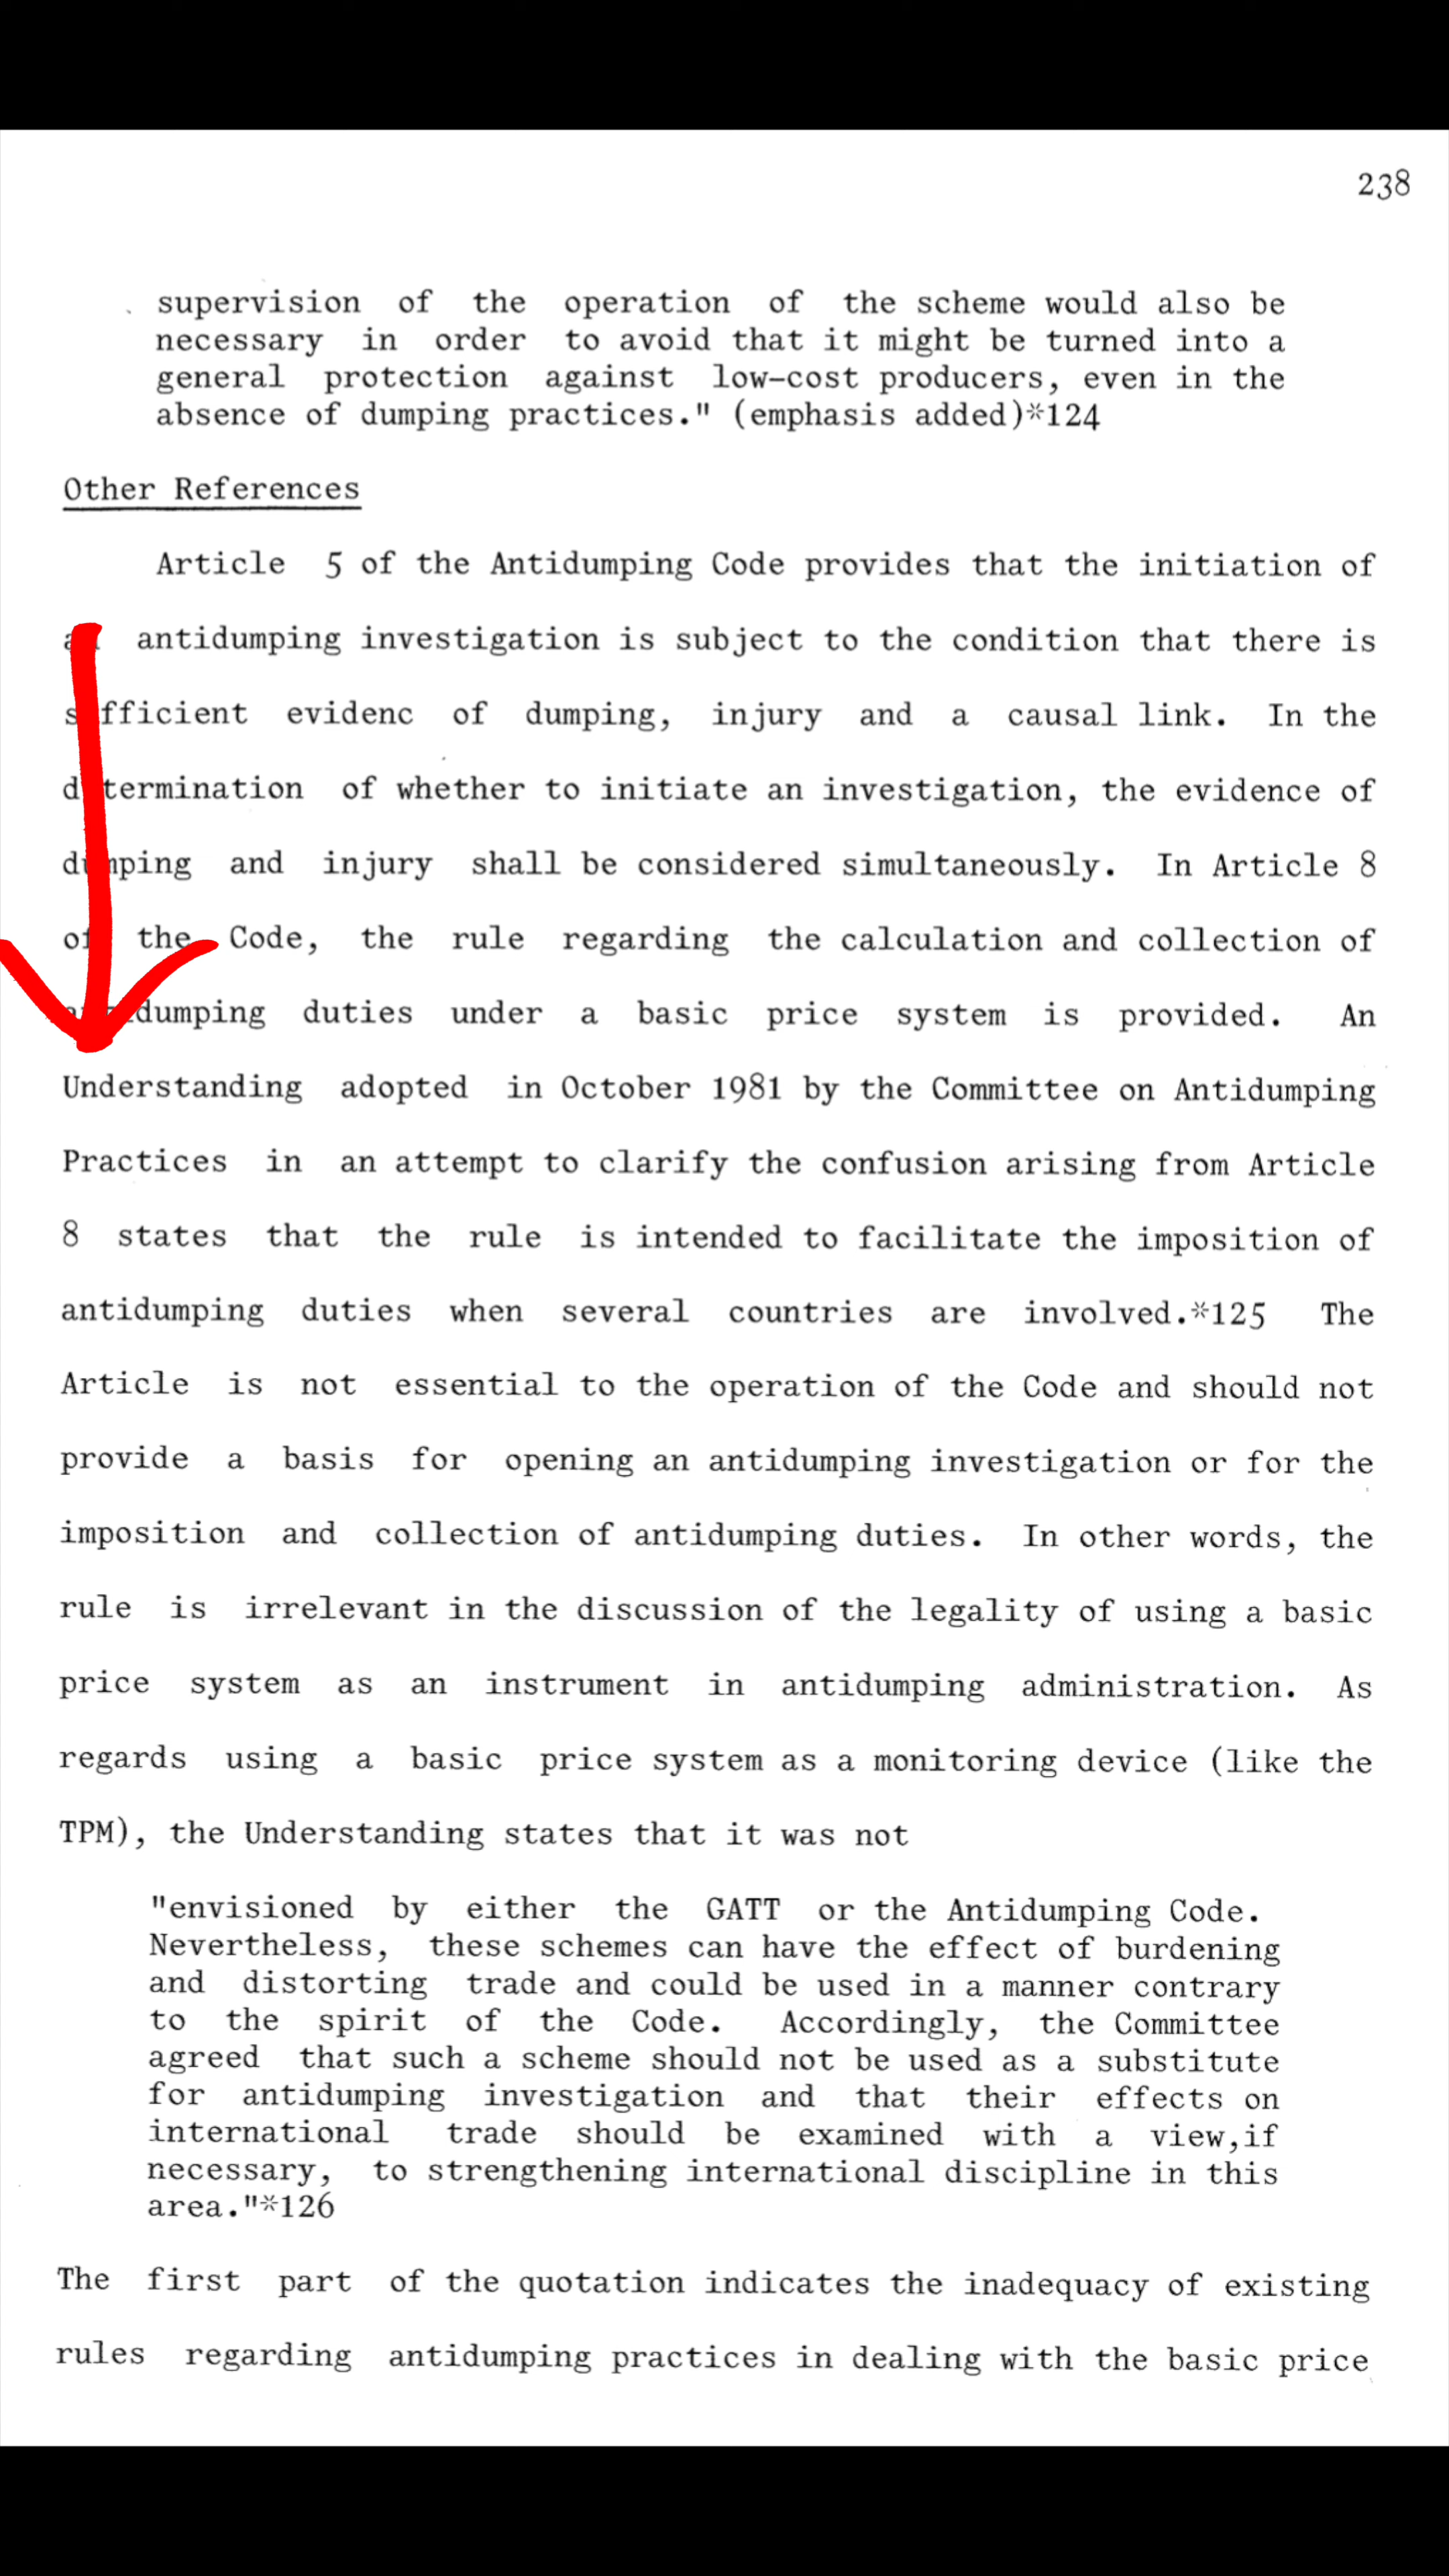 238
supervision of the operation of the scheme would also be
necessary in order to avoid that it might be turned into a
general protection against low-cost producers, even in the
absence of dumping practices." (emphasis added)*124
Other References
Article 5 of the Antidumping Code provides that the initiation of
an antidumping investigation is subject to the condition that there is
sufficient evidenc of dumping, injury and a causal link. In the
determination of whether to initiate an investigation, the evidence of
dumping and injury shall be considered simultaneously. In Article 8
of the Code, the rule regarding the calculation and collection of
antidumping duties under a basic price system is provided. An
Understanding adopted in October 1981 by the Committee on Antidumping
Practices in an attempt to clarify the confusion arising from Article
8 states that the rule is intended to facilitate the imposition of
antidumping duties when several countries are involved.*125 The
Article is not essential to the operation of the Code and should not
provide a basis for opening an antidumping investigation or for the
imposition and collection of antidumping duties. In other words, the
rule is irrelevant in the discussion of the legality of using a basic
price system as an instrument in antidumping administration. As
regards using a basic price system as a monitoring device (like the
TPM), the Understanding states that it was not
"envisioned by either the GATT or the Antidumping Code.
Nevertheless, these schemes can have the effect of burdening
and distorting trade and could be used in a manner contrary
to the spirit of the Code. Accordingly, the Committee
agreed that such a scheme should not be used as a substitute
for antidumping investigation and that their effects on
international trade should be examined with a view,if
necessary, to strengthening international discipline in this
area."*126
The first part of the quotation indicates the inadequacy of existing
rules regarding antidumping practices in dealing with the basic price